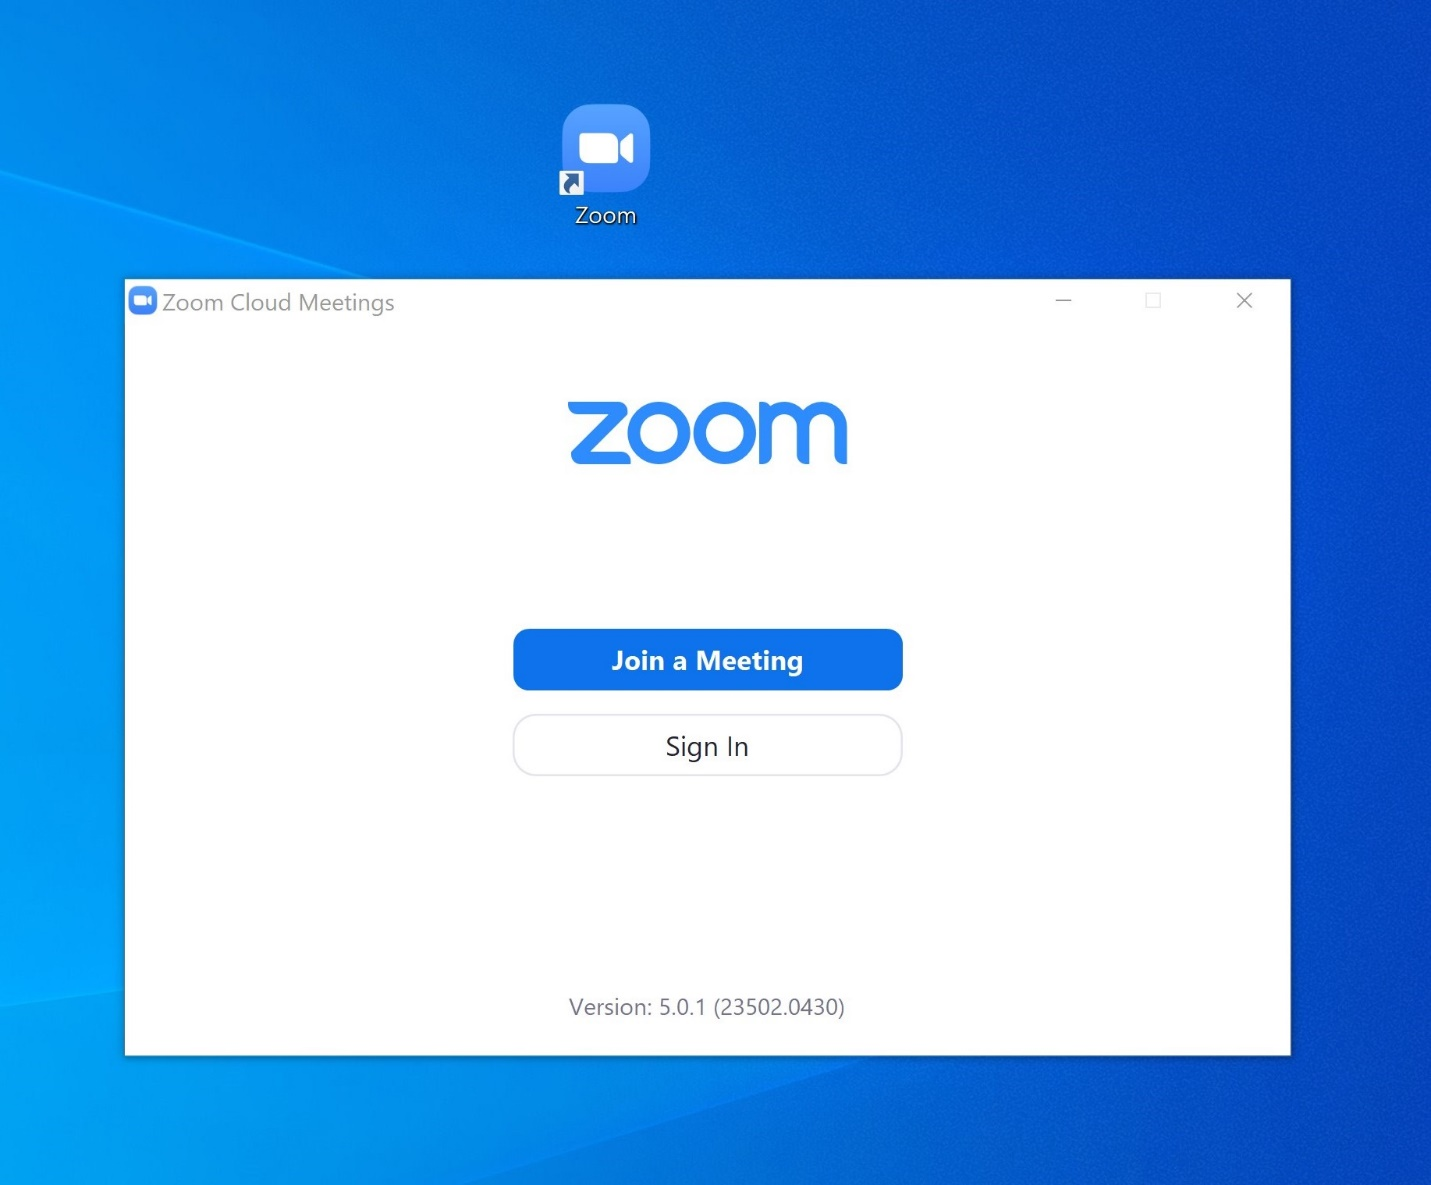 Zoom
Zoom Cloud Meetings
zoom
Join a Meeting
Sign In
Version: 5.0.1 (23502.0430)